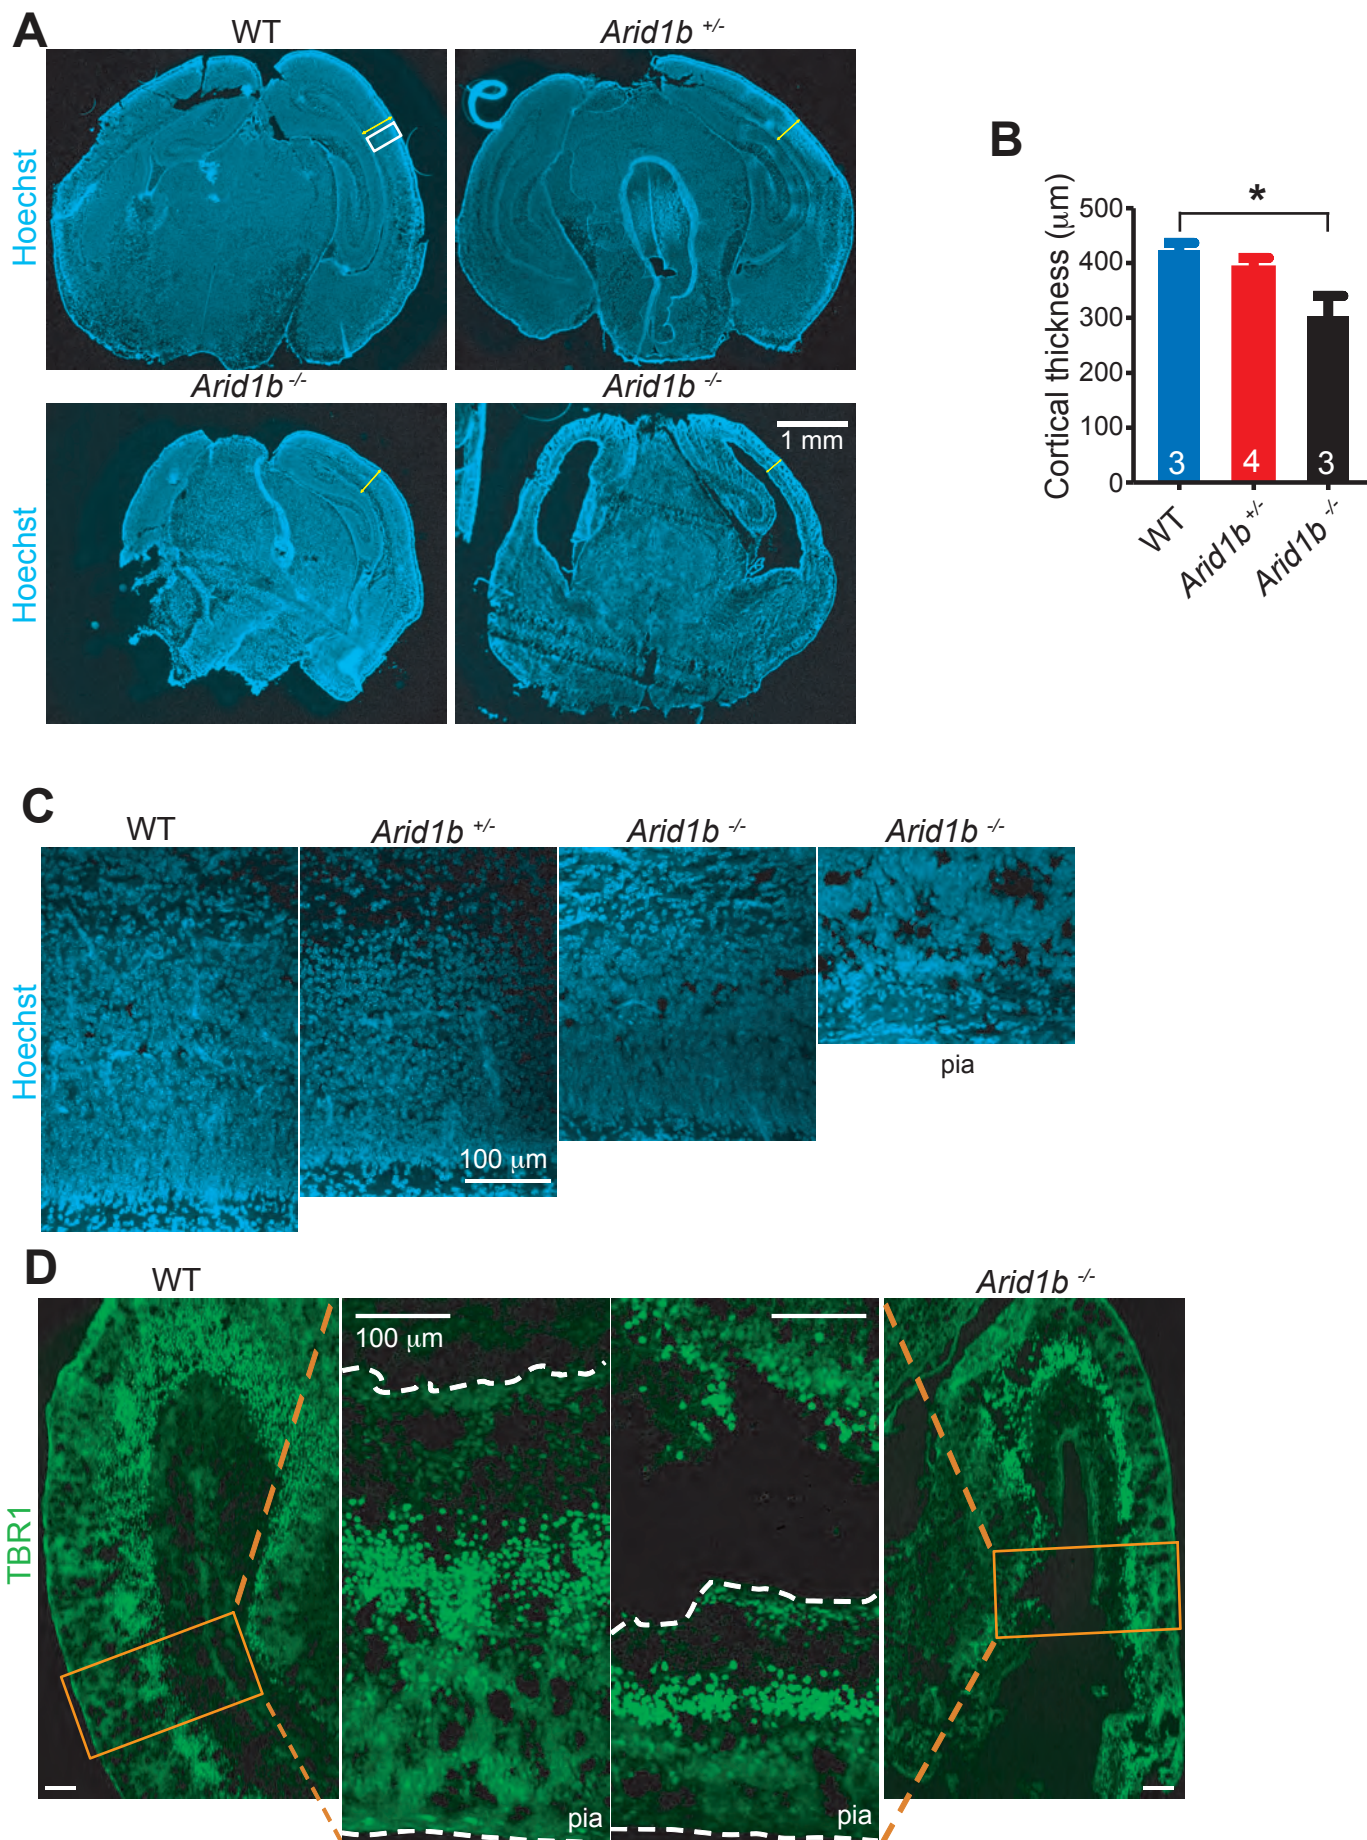 A
WT
Arid1b +/-
Hoechst
Arid1b -/-
Arid1b -/-
Hoechst
1 mm
B
Cortical thickness (μm)
500
400
300
200
100
0
*
3
4
3
WT
Arid1b +/-
Arid1b -/-
C
WT
Arid1b +/-
Arid1b -/-
Arid1b -/-
Hoechst
100 μm
pia
D
WT
Arid1b -/-
TBR1
100 μm
pia
pia